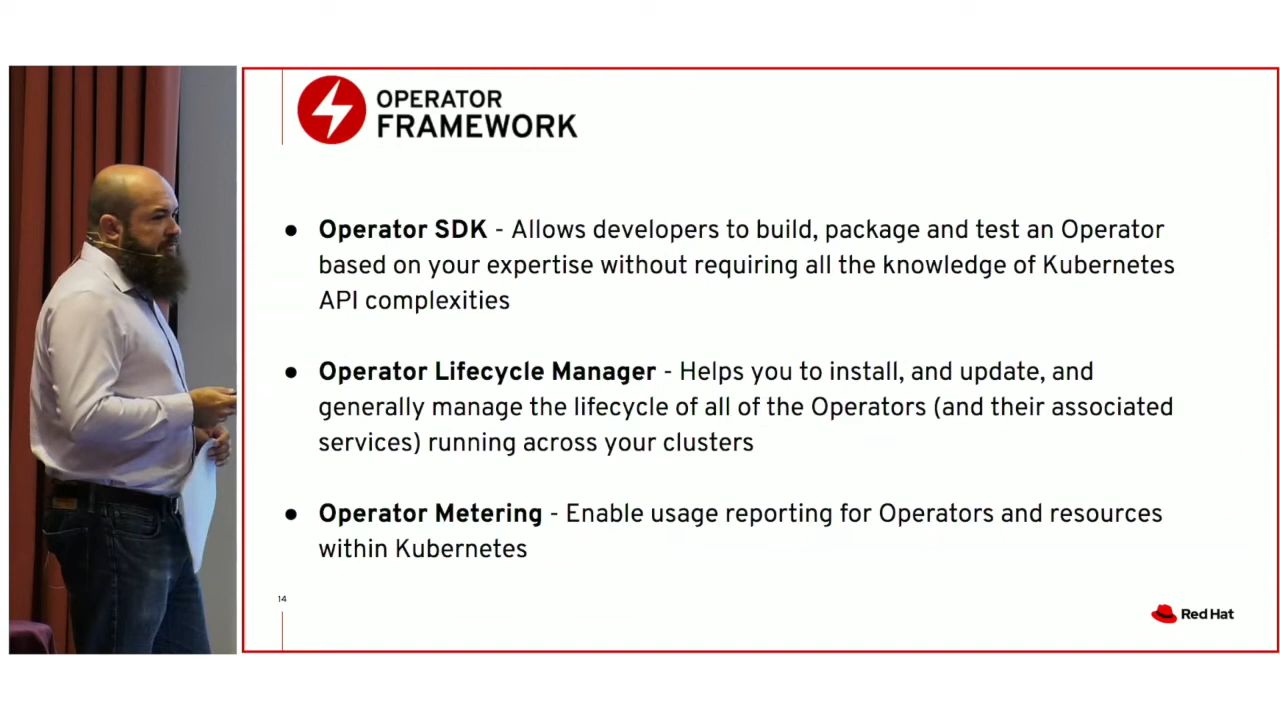 OPERATOR
FRAMEWORK
● Operator SDK - Allows developers to build, package and test an Operator
based on your expertise without requiring all the knowledge of Kubernetes
API complexities
● Operator Lifecycle Manager - Helps you to install, and update, and
generally manage the lifecycle of all of the Operators (and their associated
services) running across your clusters
● Operator Metering - Enable usage reporting for Operators and resources
within Kubernetes
14
Red Hat